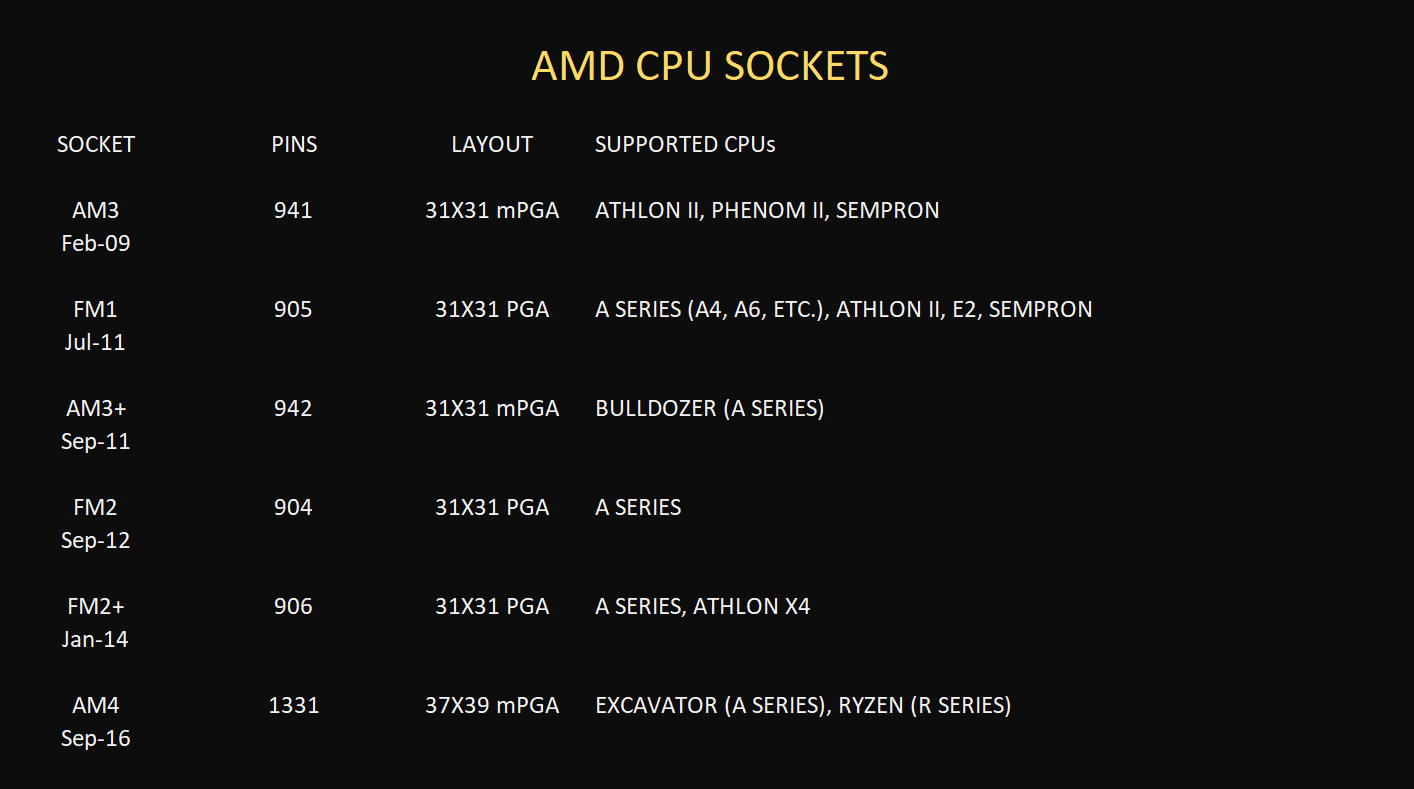 AMD CPU SOCKETS
SOCKET PINS LAYOUT SUPPORTED CPUs
AM3 941 31X31 mPGA ATHLON II, PHENOM II, SEMPRON
Feb-09
FM1 905 31X31 PGA A SERIES (A4, A6, ETC.), ATHLON II, E2, SEMPRON
Jul-11
AM3+ 942 31X31 mPGA BULLDOZER (A SERIES)
Sep-11
FM2 904 31X31 PGA A SERIES
Sep-12
FM2+ 906 31X31 PGA A SERIES, ATHLON X4
Jan-14
AM4 1331 37X39 mPGA EXCAVATOR (A SERIES), RYZEN (R SERIES)
Sep-16